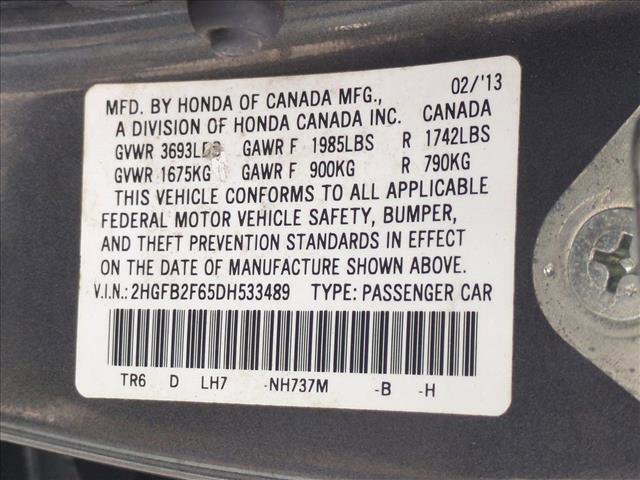 02/'13
MFD. BY HONDA OF CANADA MFG.,
A DIVISION OF HONDA CANADA INC. CANADA
GVWR 3693LBS GAWR F 1985LBS R 1742LBS
GVWR 1675KG GAWR F 900KG R 790KG
THIS VEHICLE CONFORMS TO ALL APPLICABLE
FEDERAL MOTOR VEHICLE SAFETY, BUMPER,
AND THEFT PREVENTION STANDARDS IN EFFECT
ON THE DATE OF MANUFACTURE SHOWN ABOVE.
V.I.N.: 2HGFB2F65DH533489 TYPE: PASSENGER CAR
TR6 D LH7 -NH737M -B -H